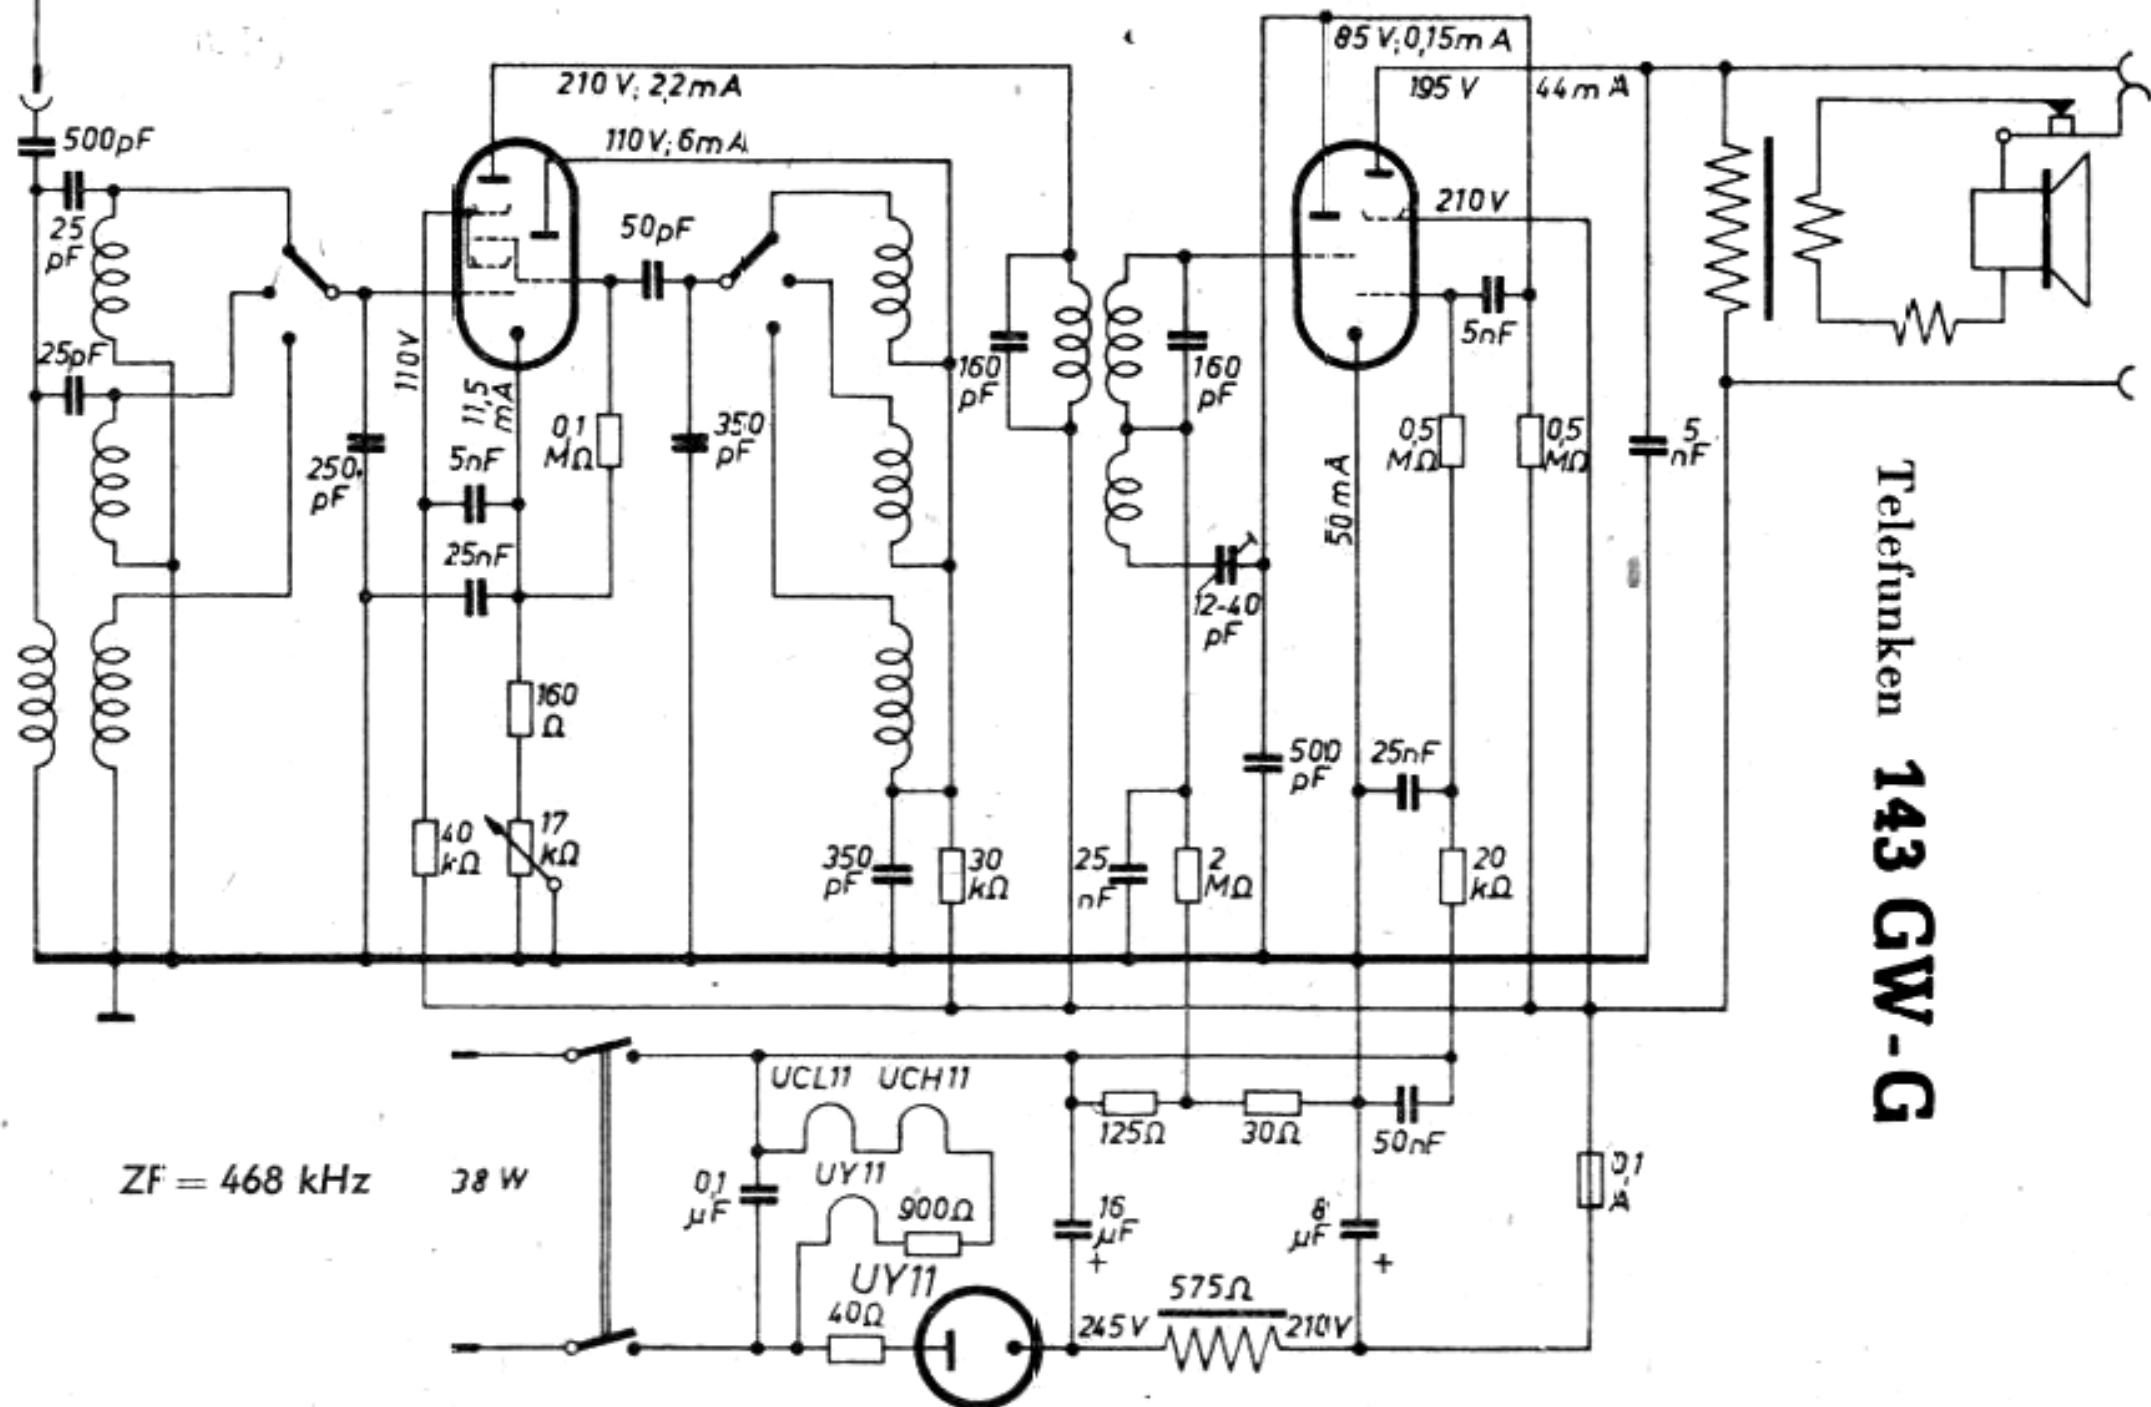 85 V; 0,15 mA
210 V; 2,2 mA
195 V
44 mA
110 V; 6 mA
500pF
25
pF
50pF
210 V
25pF
110V
11,5
mA
5nF
160
pF
160
pF
250
pF
5nF
0,1
MΩ
350
pF
0,5
MΩ
0,5
MΩ
5
nF
50 mA
25nF
12-40
pF
160
Ω
500
pF
25nF
40
kΩ
17
kΩ
350
pF
30
kΩ
25
nF
2
MΩ
20
kΩ
Telefunken 143 GW-G
UCL11
UCH11
125Ω
30Ω
50nF
ZF = 468 kHz
38 W
0,1
µF
UY11
900Ω
16
µF
+
8
µF
+
0,1
A
UY11
40Ω
575Ω
245V
210V